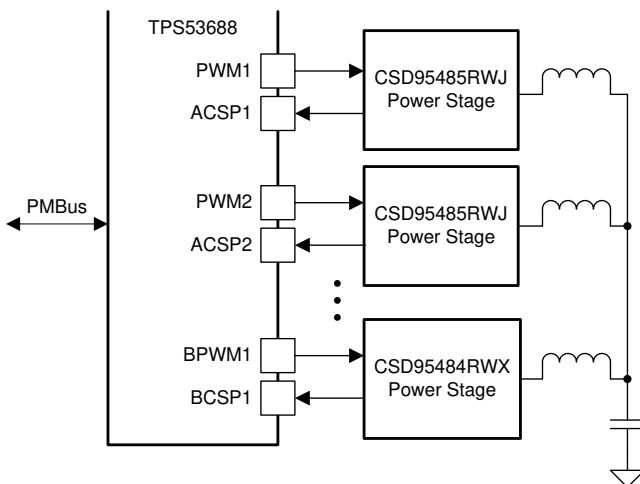 TPS53688
PWM1
CSD95485RWJ
Power Stage
ACSP1
PMBus
PWM2
CSD95485RWJ
Power Stage
ACSP2
BPWM1
CSD95484RWX
Power Stage
BCSP1